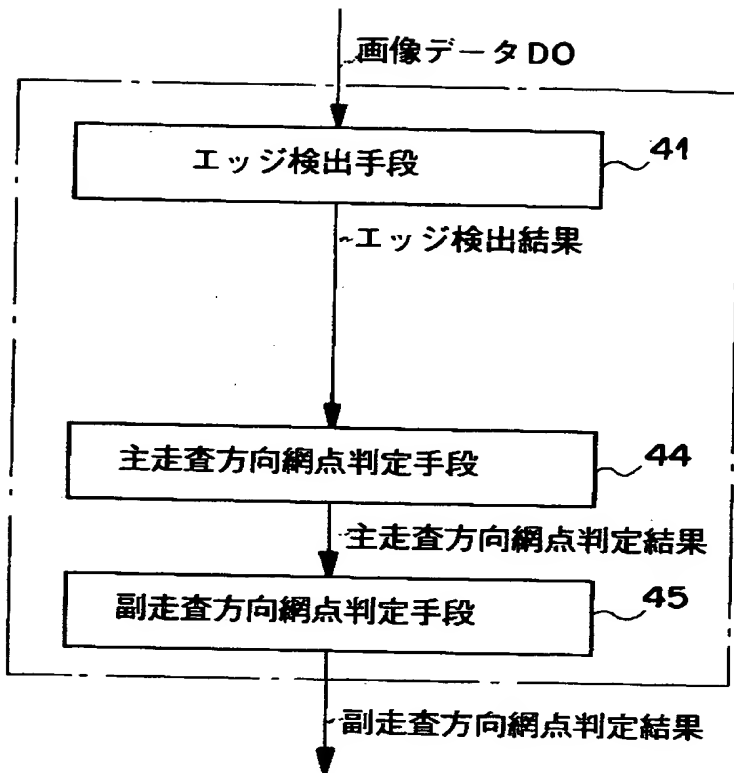 画像データDO
エッジ検出手段
41
エッジ検出結果
主走査方向網点判定手段
44
主走査方向網点判定結果
副走査方向網点判定手段
45
副走査方向網点判定結果